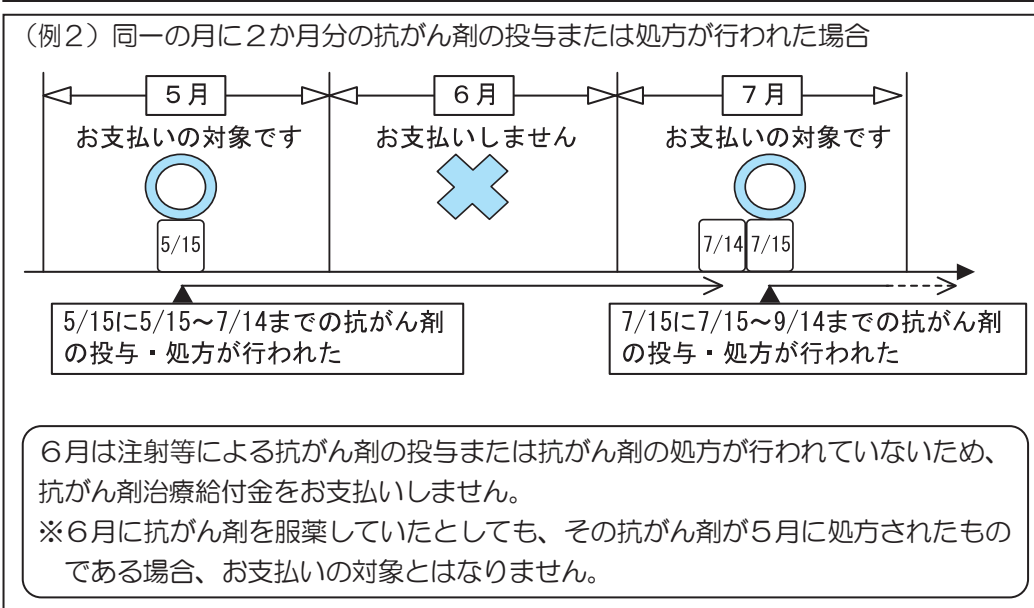 （例２）同一の月に２か月分の抗がん剤の投与または処方が行われた場合
５月
６月
７月
お支払いの対象です
お支払いしません
お支払いの対象です
5/15
7/14
7/15
5/15に5/15～7/14までの抗がん剤
の投与・処方が行われた
7/15に7/15～9/14までの抗がん剤
の投与・処方が行われた
６月は注射等による抗がん剤の投与または抗がん剤の処方が行われていないため、
抗がん剤治療給付金をお支払いしません。
※６月に抗がん剤を服薬していたとしても、その抗がん剤が５月に処方されたもの
である場合、お支払いの対象とはなりません。